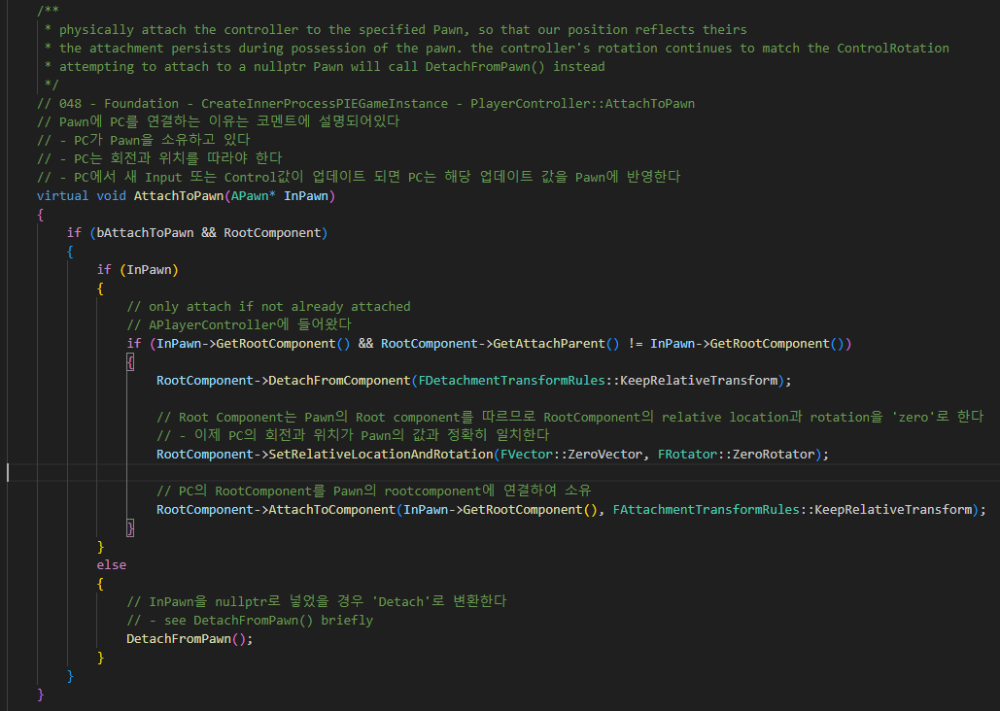 /**
 * physically attach the controller to the specified Pawn, so that our position reflects theirs
 * the attachment persists during possession of the pawn. the controller's rotation continues to match the ControlRotation
 * attempting to attach to a nullptr Pawn will call DetachFromPawn() instead
 */
// 048 - Foundation - CreateInnerProcessPIEGameInstance - PlayerController::AttachToPawn
// Pawn에 PC를 연결하는 이유는 코멘트에 설명되어있다
// - PC가 Pawn을 소유하고 있다
// - PC는 회전과 위치를 따라야 한다
// - PC에서 새 Input 또는 Control값이 업데이트 되면 PC는 해당 업데이트 값을 Pawn에 반영한다
virtual void AttachToPawn(APawn* InPawn)
{
    if (bAttachToPawn && RootComponent)
    {
        if (InPawn)
        {
            // only attach if not already attached
            // APlayerController에 들어왔다
            if (InPawn->GetRootComponent() && RootComponent->GetAttachParent() != InPawn->GetRootComponent())
            {
                RootComponent->DetachFromComponent(FDetachmentTransformRules::KeepRelativeTransform);

                // Root Component는 Pawn의 Root component를 따르므로 RootComponent의 relative location과 rotation을 'zero'로 한다
                // - 이제 PC의 회전과 위치가 Pawn의 값과 정확히 일치한다
                RootComponent->SetRelativeLocationAndRotation(FVector::ZeroVector, FRotator::ZeroRotator);

                // PC의 RootComponent를 Pawn의 rootcomponent에 연결하여 소유
                RootComponent->AttachToComponent(InPawn->GetRootComponent(), FAttachmentTransformRules::KeepRelativeTransform);
            }
        }
        else
        {
            // InPawn을 nullptr로 넣었을 경우 'Detach'로 변환한다
            // - see DetachFromPawn() briefly
            DetachFromPawn();
        }
    }
}